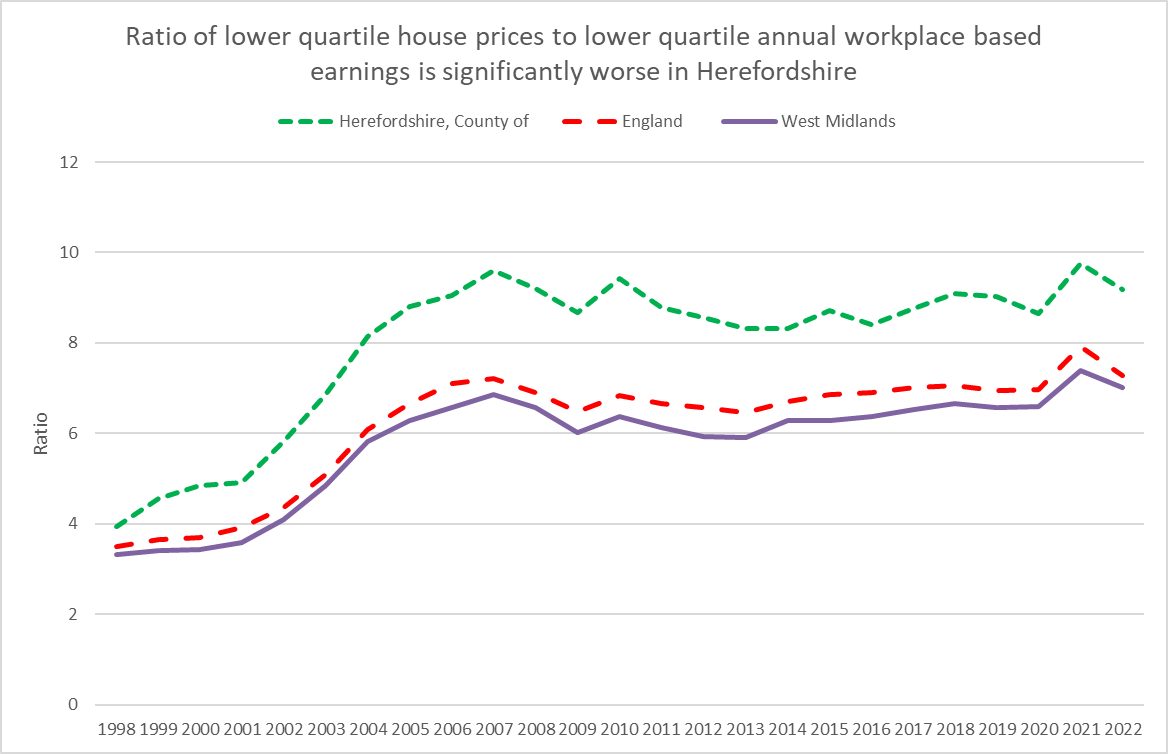 Ratio of lower quartile house prices to lower quartile annual workplace based
earnings is significantly worse in Herefordshire
Herefordshire, County of England West Midlands
12
10
8
6
4
2
0
Ratio
1998 1999 2000 2001 2002 2003 2004 2005 2006 2007 2008 2009 2010 2011 2012 2013 2014 2015 2016 2017 2018 2019 2020 2021 2022